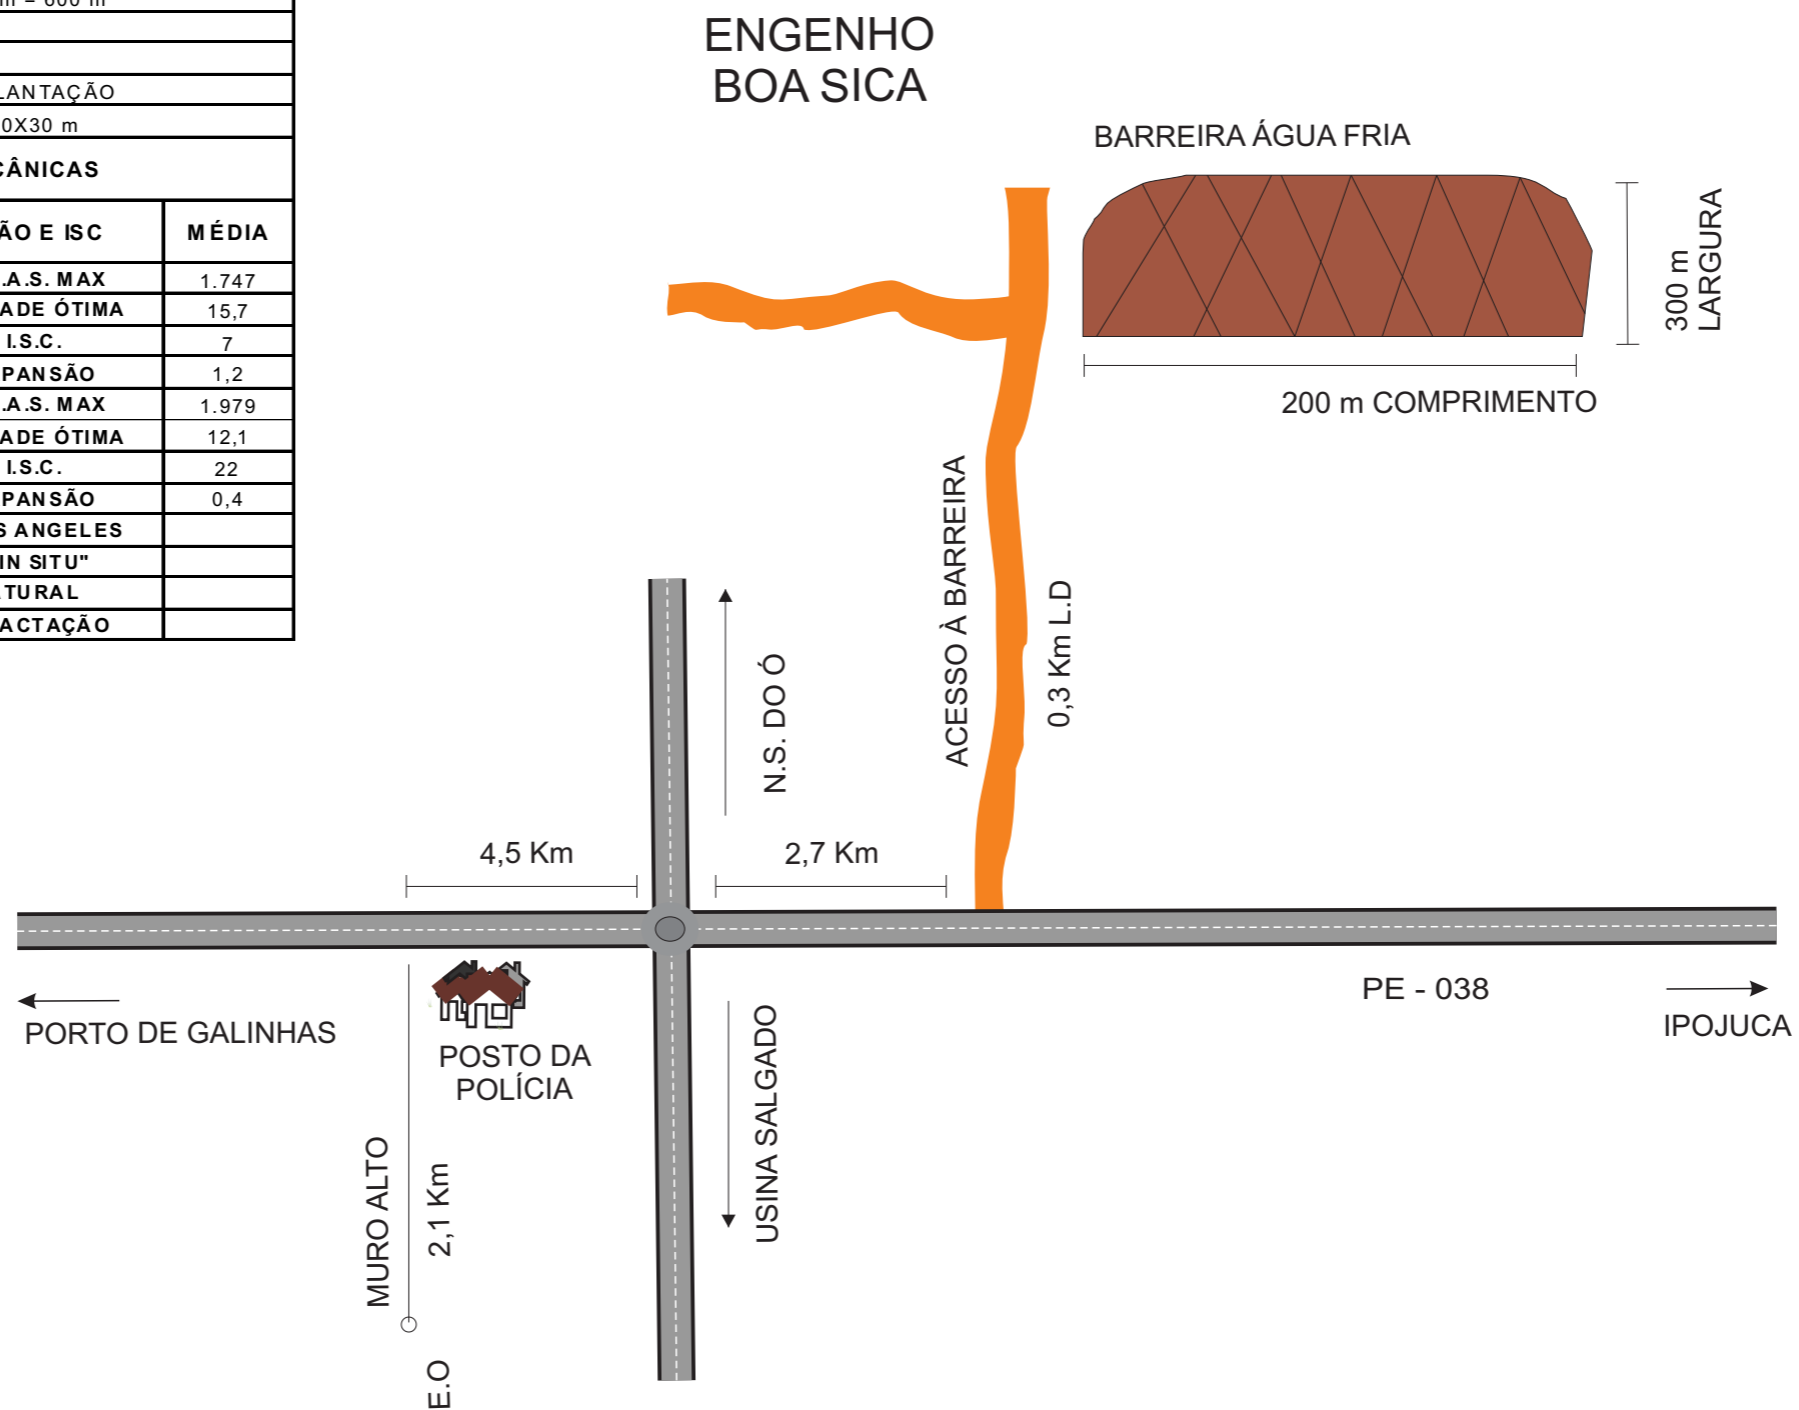 m = 600 m
LANTAÇÃO
0X30 m
CÂNICAS
ÃO E ISC MÉDIA
.A.S. MAX 1.747
ADE ÓTIMA 15,7
I.S.C. 7
PANSÃO 1,2
.A.S. MAX 1.979
ADE ÓTIMA 12,1
I.S.C. 22
PANSÃO 0,4
S ANGELES
IN SITU"
TURAL
ACTAÇÃO
ENGENHO
BOA SICA
BARREIRA ÁGUA FRIA
300 m
LARGURA
200 m COMPRIMENTO
ACESSO À BARREIRA
0,3 Km L.D
N.S. DO Ó
4,5 Km
2,7 Km
PE - 038
IPOJUCA
PORTO DE GALINHAS
POSTO DA
POLÍCIA
USINA SALGADO
MURO ALTO
2,1 Km
E.O